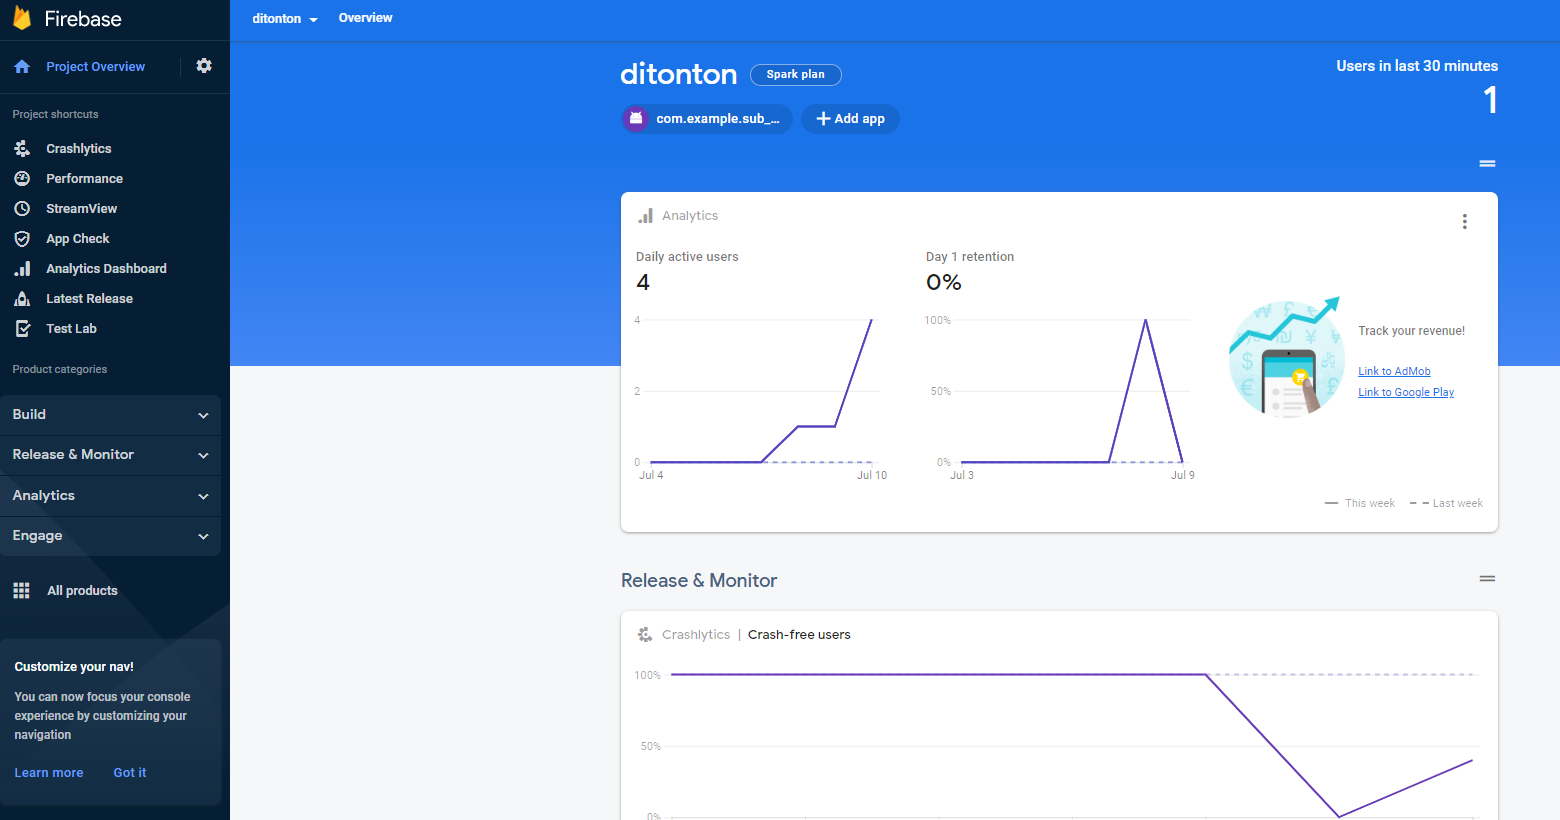 Firebase
ditonton
Overview
Project Overview
Project shortcuts
Crashlytics
Performance
StreamView
App Check
Analytics Dashboard
Latest Release
Test Lab
Product categories
Build
Release & Monitor
Analytics
Engage
All products
Customize your nav!
You can now focus your console
experience by customizing your
navigation
Learn more Got it
ditonton Spark plan
com.example.sub_...
Add app
Users in last 30 minutes
1
Analytics
Daily active users
4
4
2
0
Jul 4 Jul 10
Day 1 retention
0%
100%
50%
0%
Jul 3 Jul 9
Track your revenue!
Link to AdMob
Link to Google Play
This week Last week
Release & Monitor
Crashlytics | Crash-free users
100%
50%
0%